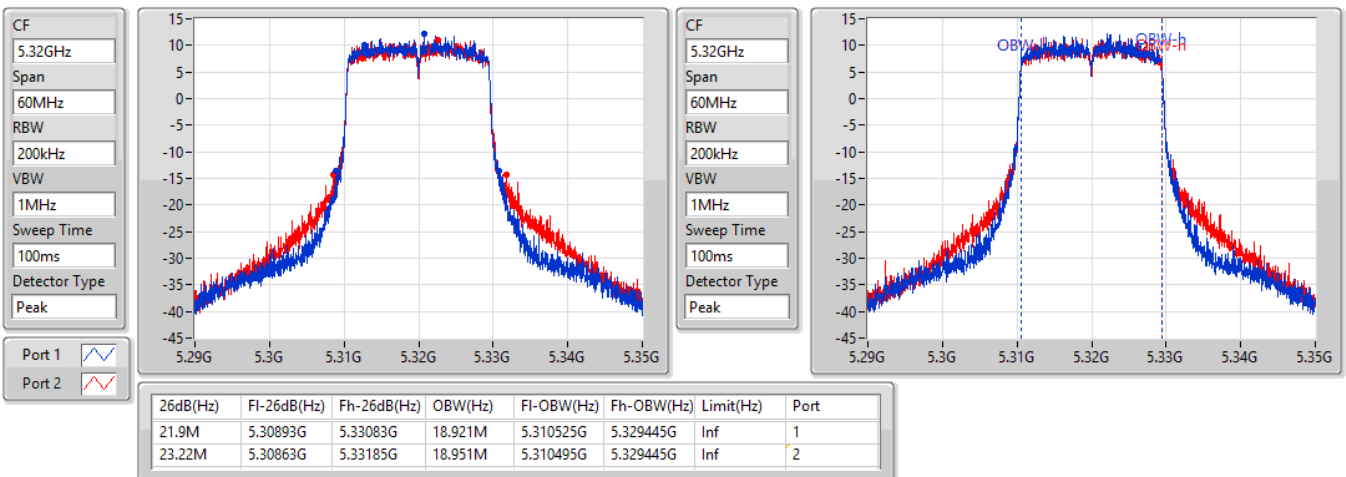 CF
5.32GHz
Span
60MHz
RBW
200kHz
VBW
1MHz
Sweep Time
100ms
Detector Type
Peak
Port 1
Port 2
15
10
5
0
-5
-10
-15
-20
-25
-30
-35
-40
-45
5.29G 5.3G 5.31G 5.32G 5.33G 5.34G 5.35G
CF
5.32GHz
Span
60MHz
RBW
200kHz
VBW
1MHz
Sweep Time
100ms
Detector Type
Peak
15
10
5
0
-5
-10
-15
-20
-25
-30
-35
-40
-45
OBW
OBW-h
OBW-h
5.29G 5.3G 5.31G 5.32G 5.33G 5.34G 5.35G
26dB(Hz) Fl-26dB(Hz) Fh-26dB(Hz) OBW(Hz) Fl-OBW(Hz) Fh-OBW(Hz) Limit(Hz) Port
21.9M 5.30893G 5.33083G 18.921M 5.310525G 5.329445G Inf 1
23.22M 5.30863G 5.33185G 18.951M 5.310495G 5.329445G Inf 2